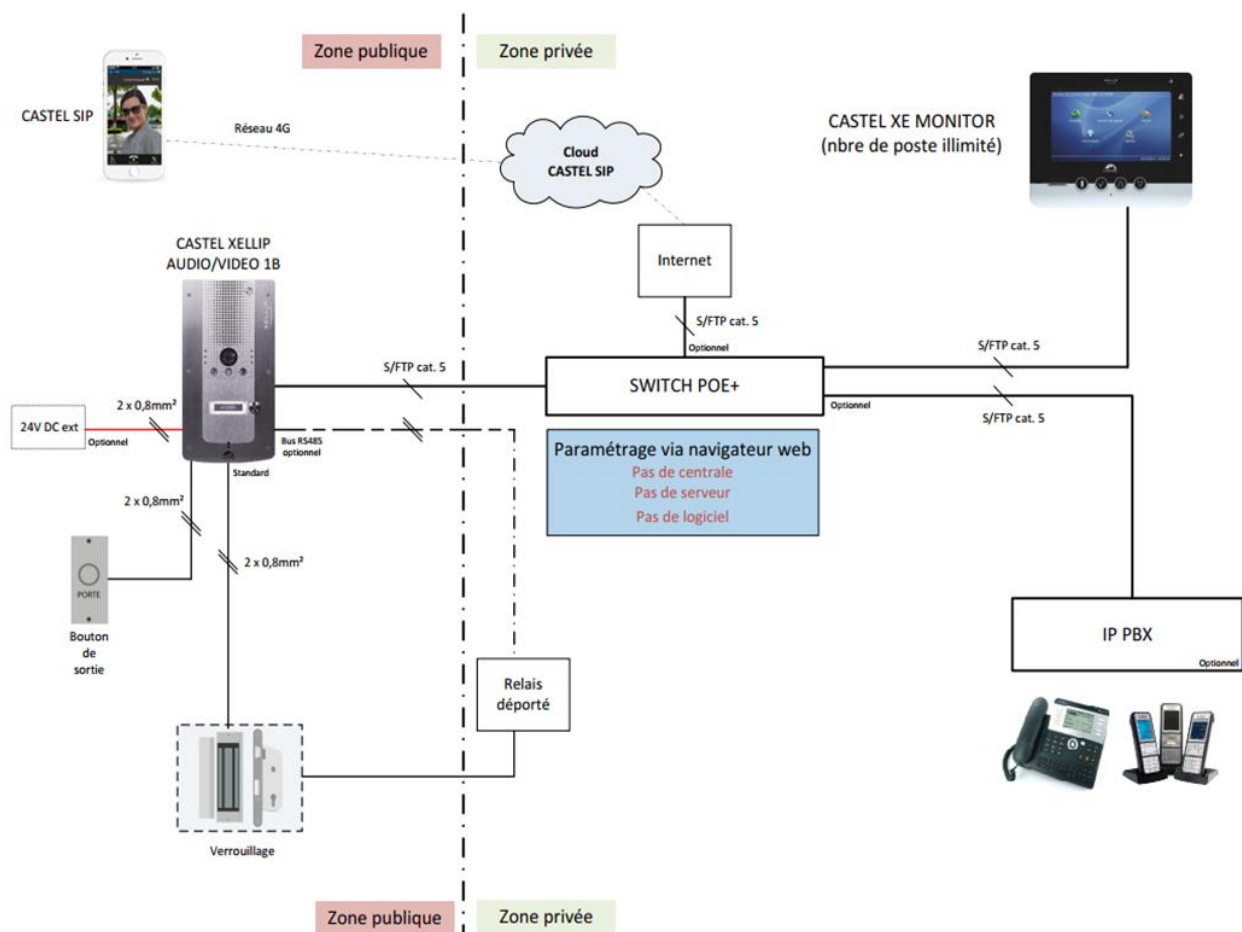 Zone publique
Zone privée
CASTEL SIP
Réseau 4G
Cloud
CASTEL SIP
CASTEL XE MONITOR
(nbre de poste illimité)
Internet
CASTEL XELLIP
AUDIO/VIDEO 1B
S/FTP cat. 5
Optionnel
S/FTP cat. 5
SWITCH POE+
S/FTP cat. 5
Optionnel
S/FTP cat. 5
24V DC ext
Optionnel
2 x 0,8mm²
Bus RS485
optionnel
Standard
Paramétrage via navigateur web
Pas de centrale
Pas de serveur
Pas de logiciel
2 x 0,8mm²
2 x 0,8mm²
PORTE
Bouton
de
sortie
Relais
déporté
IP PBX
Optionnel
Verrouillage
Zone publique
Zone privée